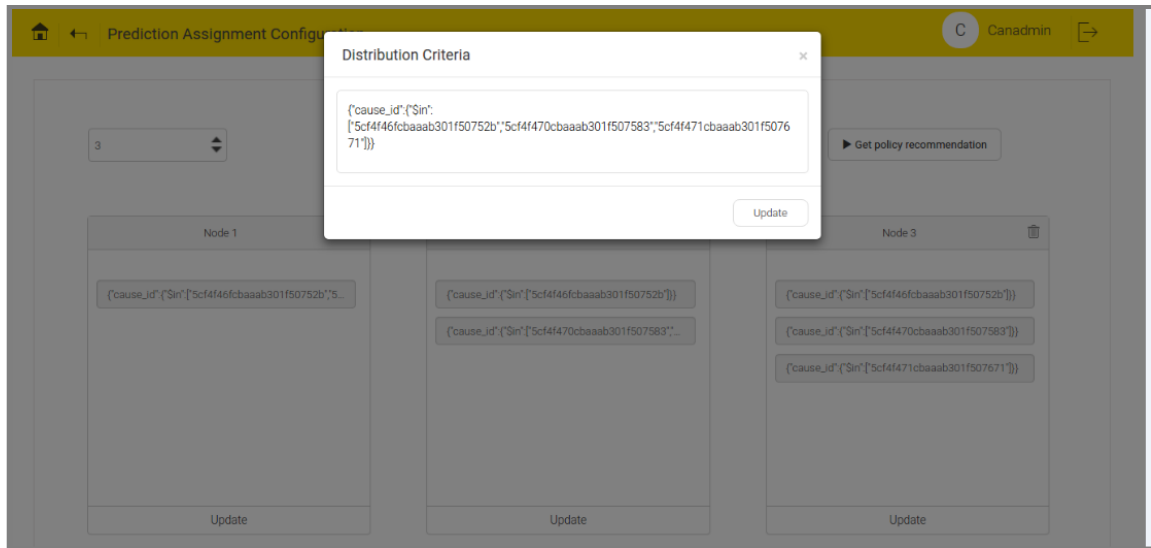 Prediction Assignment Configu
C Canadmin
Distribution Criteria ×
{"cause_id":{"$in":
["5cf4f46fcbaaab301f50752b","5cf4f470cbaaab301f507583","5cf4f471cbaaab301f5076
71"]}}
3
Get policy recommendation
Update
Node 1
Node 3
{"cause_id":{"$in":["5cf4f46fcbaaab301f50752b","5...
{"cause_id":{"$in":["5cf4f46fcbaaab301f50752b"]}}
{"cause_id":{"$in":["5cf4f46fcbaaab301f50752b"]}}
{"cause_id":{"$in":["5cf4f470cbaaab301f507583","...
{"cause_id":{"$in":["5cf4f470cbaaab301f507583"]}}
{"cause_id":{"$in":["5cf4f471cbaaab301f507671"]}}
Update
Update
Update